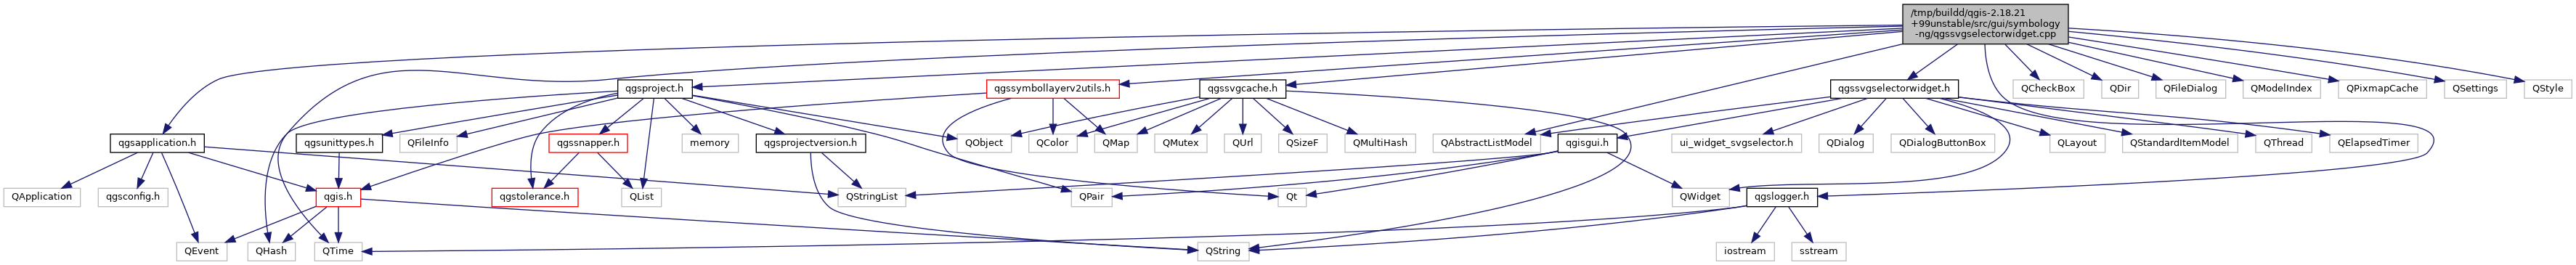 /tmp/buildd/qgis-2.18.21
+99unstable/src/gui/symbology
-ng/qgssvgselectorwidget.cpp
qgsproject.h
qgssymbollayerv2utils.h
qgssvgcache.h
qgssvgselectorwidget.h
QCheckBox
QDir
QFileDialog
QModelIndex
QPixmapCache
QSettings
QStyle
qgsapplication.h
qgsunittypes.h
QFileInfo
qgssnapper.h
memory
qgsprojectversion.h
QObject
QColor
QMap
QMutex
QUrl
QSizeF
QMultiHash
QAbstractListModel
qgisgui.h
ui_widget_svgselector.h
QDialog
QDialogButtonBox
QLayout
QStandardItemModel
QThread
QElapsedTimer
QApplication
qgsconfig.h
qgis.h
qgstolerance.h
QList
QStringList
QPair
Qt
QWidget
qgslogger.h
QEvent
QHash
QTime
QString
iostream
sstream